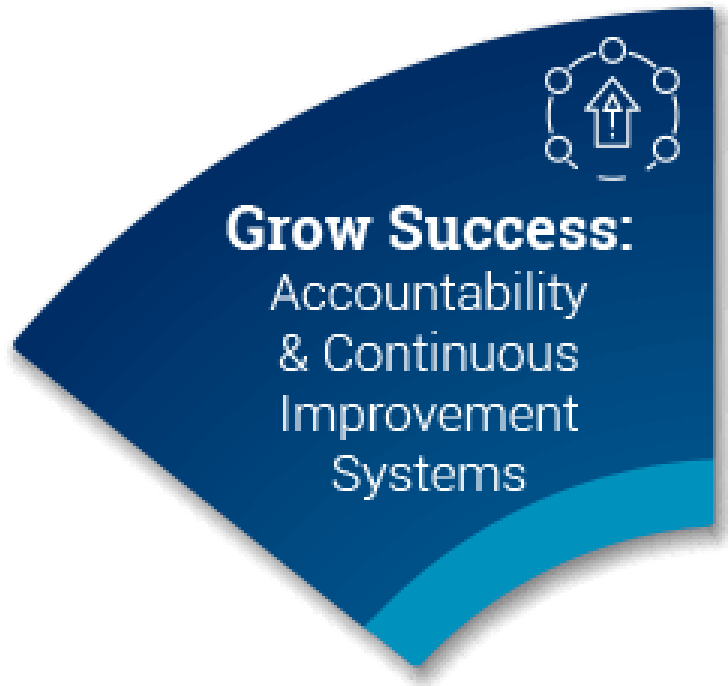 Grow Success:
Accountability
& Continuous
Improvement
Systems